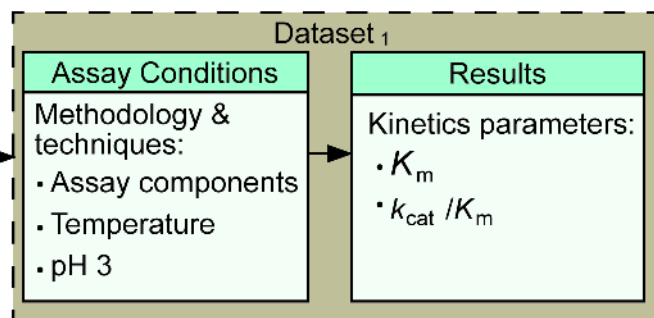 Dataset 1
Assay Conditions
Methodology &
techniques:
· Assay components
· Temperature
· pH 3
Results
Kinetics parameters:
· Km
· kcat /Km